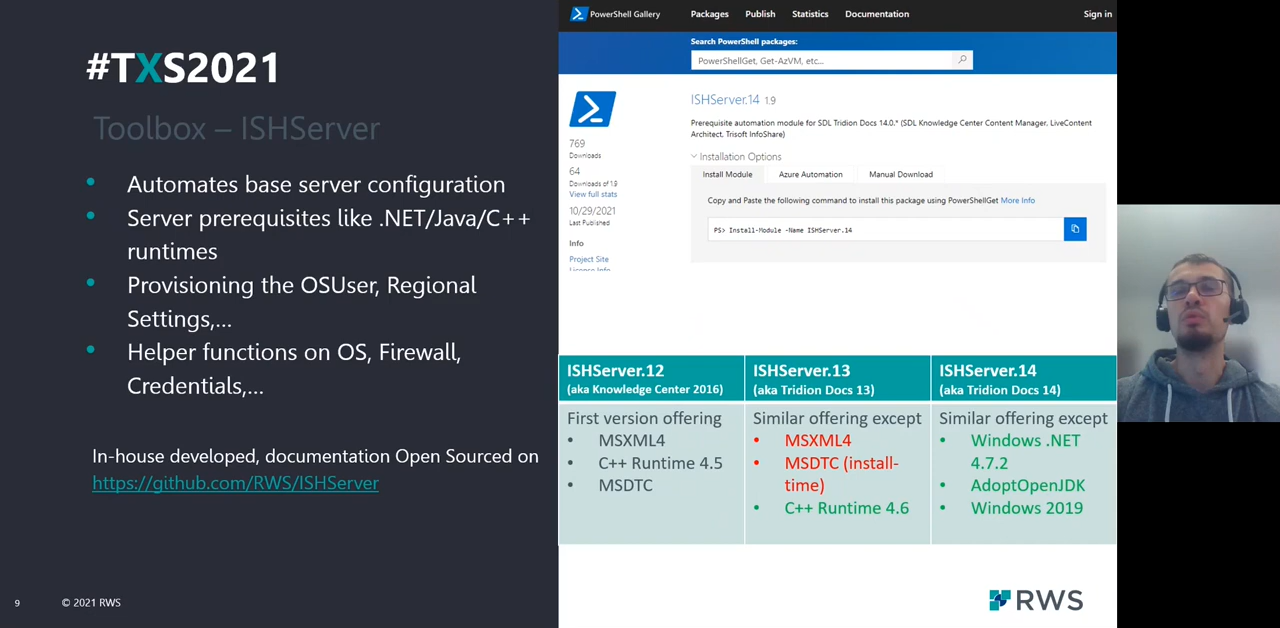 #TXS2021
Toolbox – ISHServer
• Automates base server configuration
• Server prerequisites like .NET/Java/C++
runtimes
• Provisioning the OSUser, Regional
Settings,...
• Helper functions on OS, Firewall,
Credentials,...
In-house developed, documentation Open Sourced on
https://github.com/RWS/ISHServer
9
© 2021 RWS
PowerShell Gallery
Packages
Publish
Statistics
Documentation
Sign in
Search PowerShell packages:
PowerShellGet, Get-AzVM, etc...
769
Downloads
64
Downloads of 1.9
View full stats
10/29/2021
Last Published
Info
Project Site
License Info
ISHServer.14 1.9
Prerequisite automation module for SDL Tridion Docs 14.0.* (SDL Knowledge Center Content Manager, LiveContent
Architect, Trisoft InfoShare)
Installation Options
Install Module
Azure Automation
Manual Download
Copy and Paste the following command to install this package using PowerShellGet More Info
PS> Install-Module -Name ISHServer.14
ISHServer.12
(aka Knowledge Center 2016)
First version offering
• MSXML4
• C++ Runtime 4.5
• MSDTC
ISHServer.13
(aka Tridion Docs 13)
Similar offering except
• MSXML4
• MSDTC (install-
time)
• C++ Runtime 4.6
ISHServer.14
(aka Tridion Docs 14)
Similar offering except
• Windows .NET
4.7.2
• AdoptOpenJDK
• Windows 2019
RWS